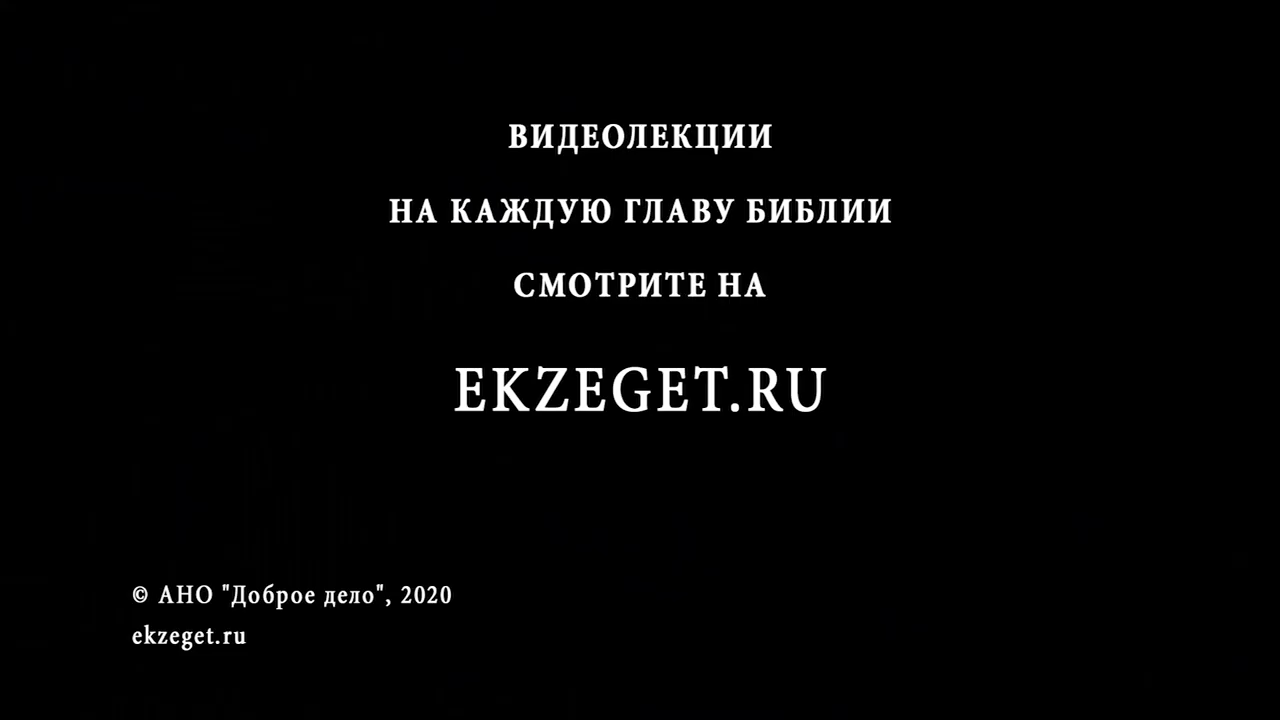 ВИДЕОЛЕКЦИИ
НА КАЖДУЮ ГЛАВУ БИБЛИИ
СМОТРИТЕ НА
EKZEGET.RU
© АНО "Доброе дело", 2020
ekzeget.ru